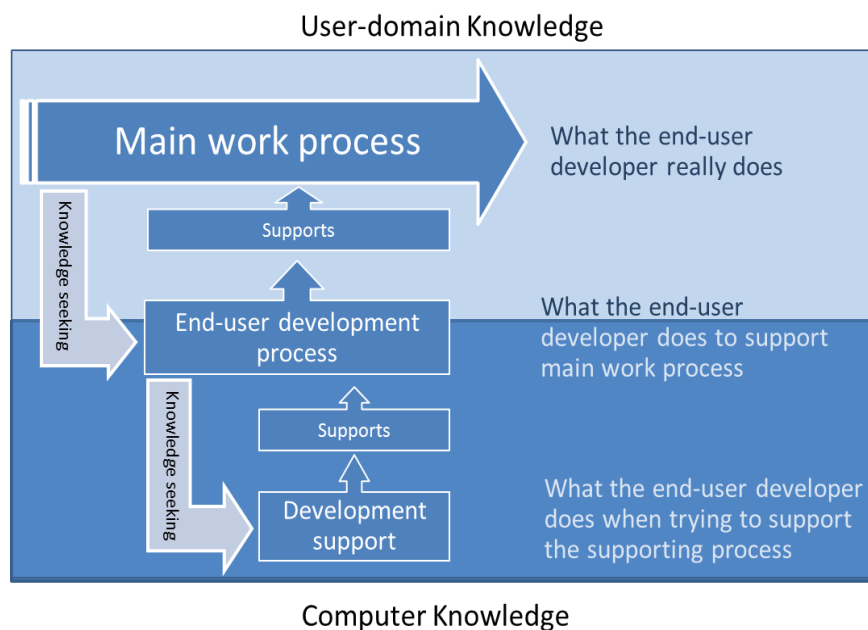 User-domain Knowledge
Main work process
What the end-user
developer really does
Knowledge seeking
Supports
End-user development
process
What the end-user
developer does to support
main work process
Knowledge seeking
Supports
Development
support
What the end-user developer
does when trying to support
the supporting process
Computer Knowledge